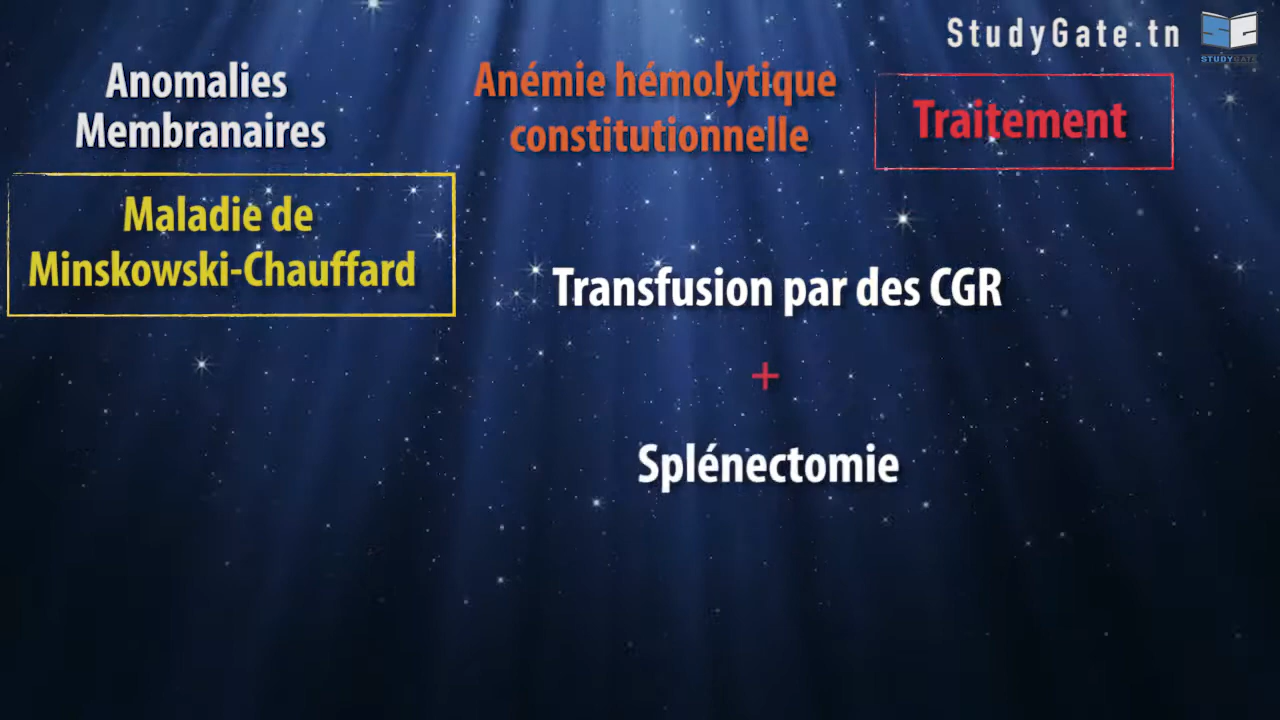 StudyGate.tn
STUDYGATE
Anomalies
Membranaires
Anémie hémolytique
constitutionnelle
Traitement
Maladie de
Minskowski-Chauffard
Transfusion par des CGR
+
Splénectomie